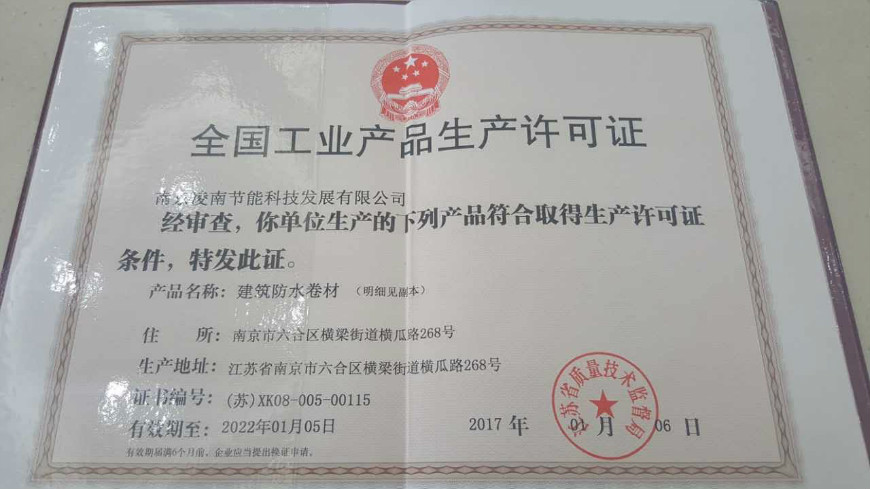 全国工业产品生产许可证
南京凌南节能科技发展有限公司
经审查，你单位生产的下列产品符合取得生产许可证
条件，特发此证。
产品名称：建筑防水卷材 （明细见副本）
住 所：南京市六合区横梁街道横瓜路268号
生产地址：江苏省南京市六合区横梁街道横瓜路268号
证书编号：(苏)XK08-005-00115
有效期至：2022年01月05日
2017 年 01 月 06 日
江苏省质量技术监督局
有效期届满6个月前，企业应当提出换证申请。